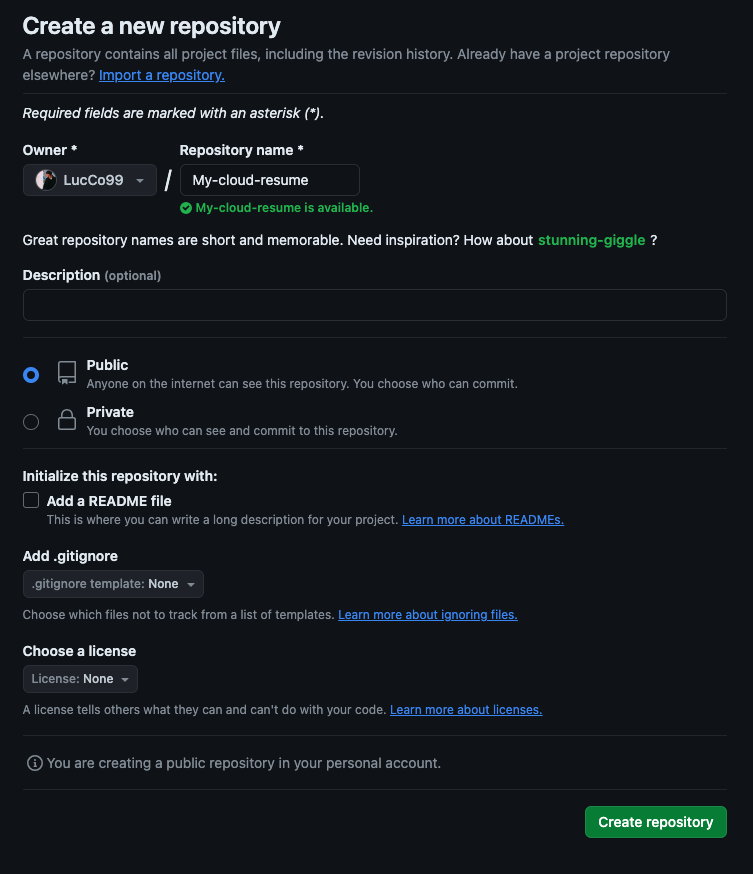 Create a new repository
A repository contains all project files, including the revision history. Already have a project repository
elsewhere? Import a repository.
Required fields are marked with an asterisk (*).
Owner * Repository name *
LucCo99 / My-cloud-resume
My-cloud-resume is available.
Great repository names are short and memorable. Need inspiration? How about stunning-giggle ?
Description (optional)
Public
Anyone on the internet can see this repository. You choose who can commit.
Private
You choose who can see and commit to this repository.
Initialize this repository with:
Add a README file
This is where you can write a long description for your project. Learn more about READMEs.
Add .gitignore
.gitignore template: None
Choose which files not to track from a list of templates. Learn more about ignoring files.
Choose a license
License: None
A license tells others what they can and can't do with your code. Learn more about licenses.
You are creating a public repository in your personal account.
Create repository